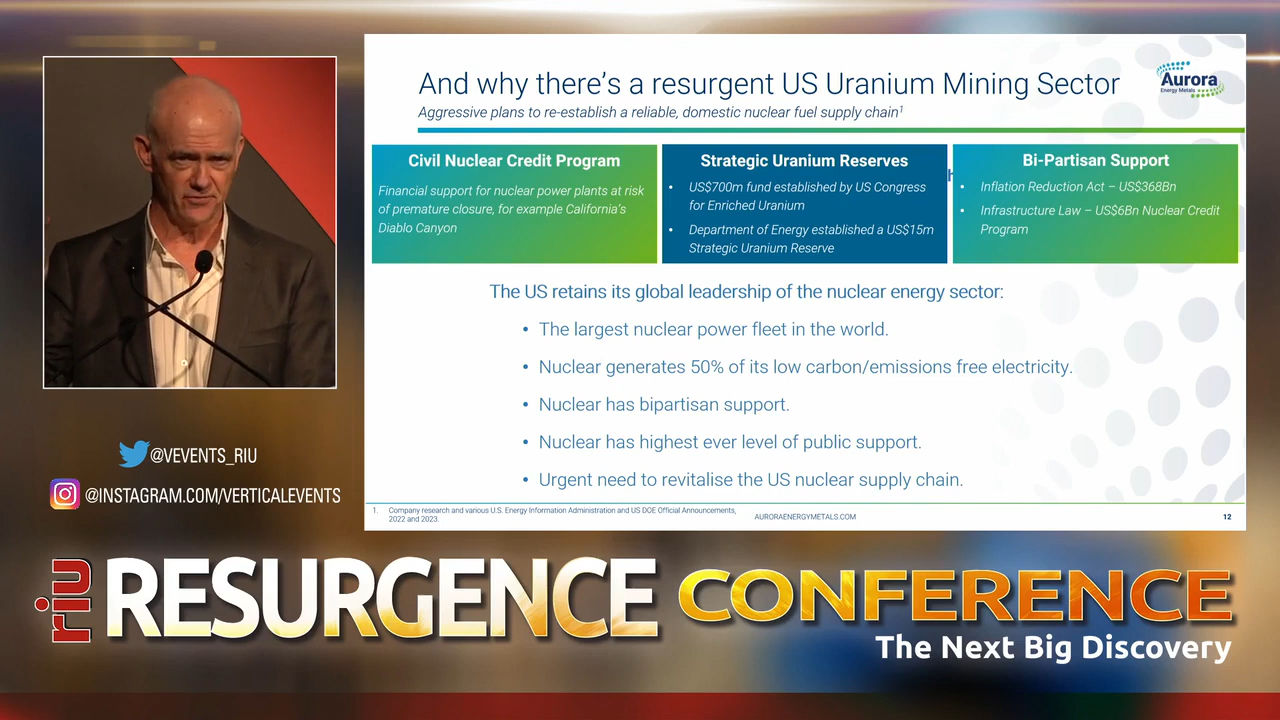 And why there's a resurgent US Uranium Mining Sector
Aggressive plans to re-establish a reliable, domestic nuclear fuel supply chain¹
Aurora
Energy Metals
Civil Nuclear Credit Program
Financial support for nuclear power plants at risk
of premature closure, for example California's
Diablo Canyon
Strategic Uranium Reserves
• US$700m fund established by US Congress
for Enriched Uranium
• Department of Energy established a US$15m
Strategic Uranium Reserve
Bi-Partisan Support
• Inflation Reduction Act – US$368Bn
• Infrastructure Law – US$6Bn Nuclear Credit
Program
The US retains its global leadership of the nuclear energy sector:
• The largest nuclear power fleet in the world.
• Nuclear generates 50% of its low carbon/emissions free electricity.
• Nuclear has bipartisan support.
• Nuclear has highest ever level of public support.
• Urgent need to revitalise the US nuclear supply chain.
1. Company research and various U.S. Energy Information Administration and US DOE Official Announcements,
2022 and 2023.
AURORAENERGYMETALS.COM
12
@VEVENTS_RIU
@INSTAGRAM.COM/VERTICALEVENTS
riu RESURGENCE CONFERENCE
The Next Big Discovery